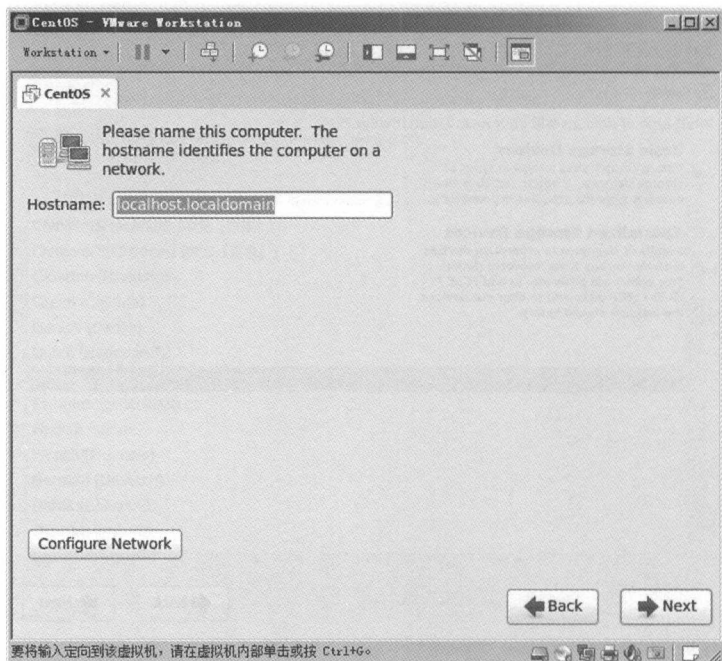 CentOS - VMware Workstation
Workstation
CentOS ×
Please name this computer. The
hostname identifies the computer on a
network.
Hostname: localhost.localdomain
Configure Network
Back
Next
要将输入定向到该虚拟机，请在虚拟机内部单击或按 Ctrl+G。